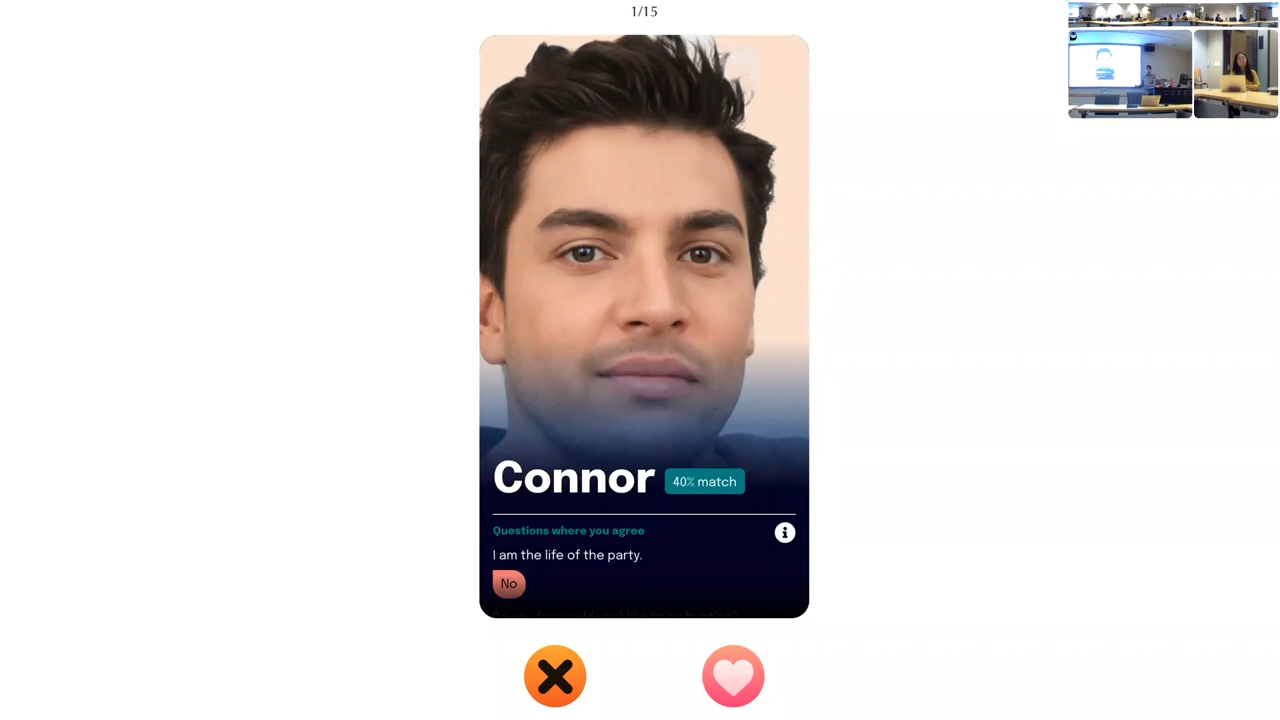 1/15
Connor
40% match
Questions where you agree
I am the life of the party.
No